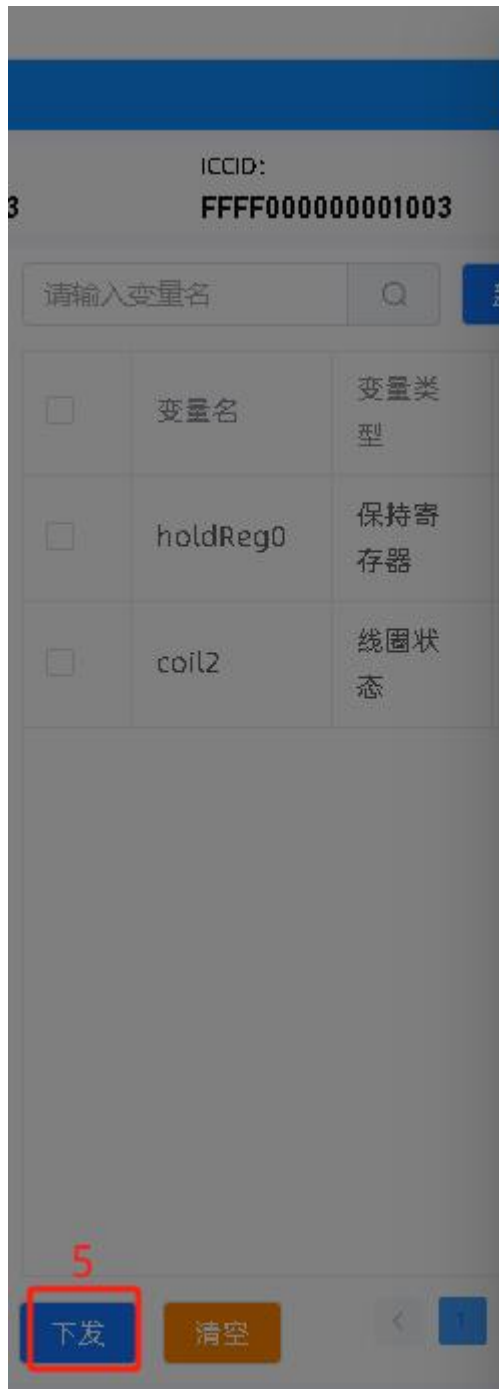 ICCID:
3 FFFF000000001003
请输入变量名
变量名 变量类型
holdReg0 保持寄存器
coil2 线圈状态
5
下发 清空 < 1